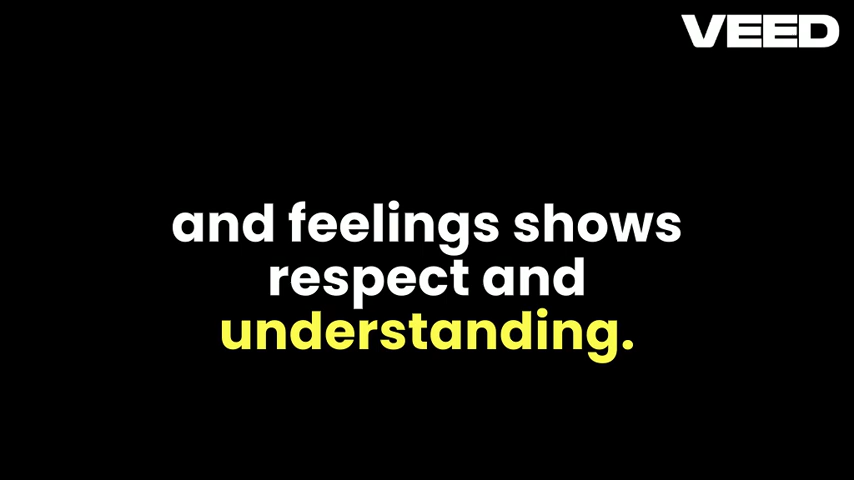 VEED
and feelings shows
respect and
understanding.